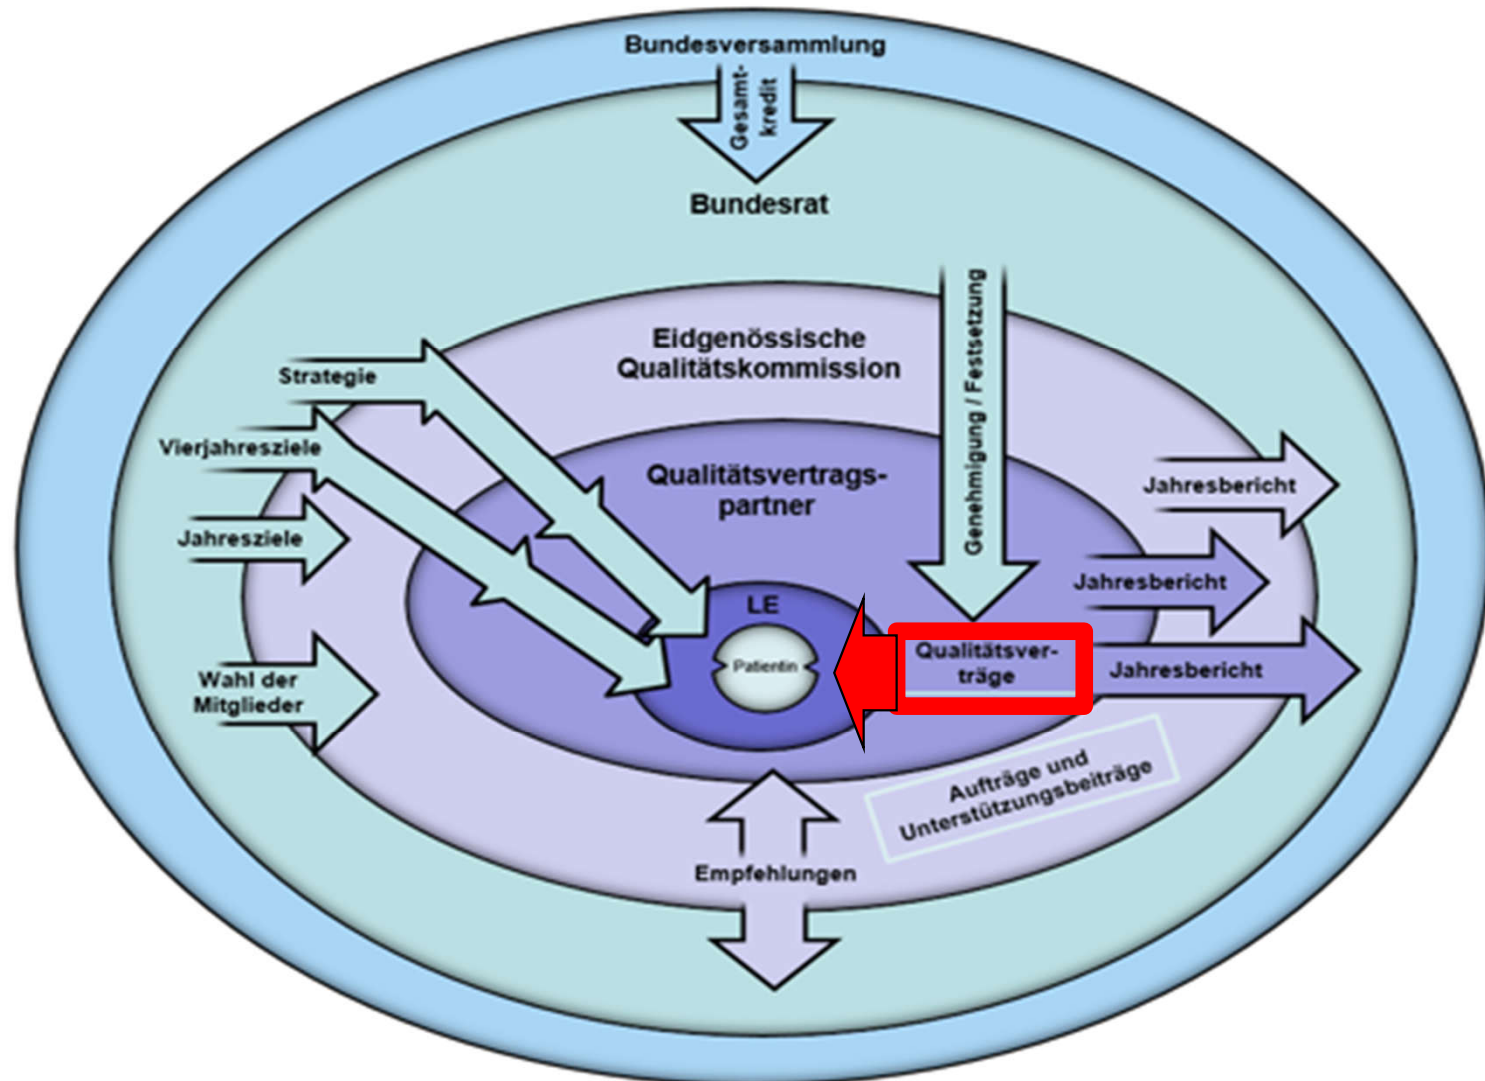 Bundesversammlung
Gesamt-
kredit
Bundesrat
Genehmigung / Festsetzung
Eidgenössische
Qualitätskommission
Strategie
Vierjahresziele
Qualitätsvertrags-
partner
Jahresbericht
Jahresziele
Jahresbericht
LE
Patientin
Qualitätsver-
träge
Jahresbericht
Wahl der
Mitglieder
Aufträge und
Unterstützungsbeiträge
Empfehlungen